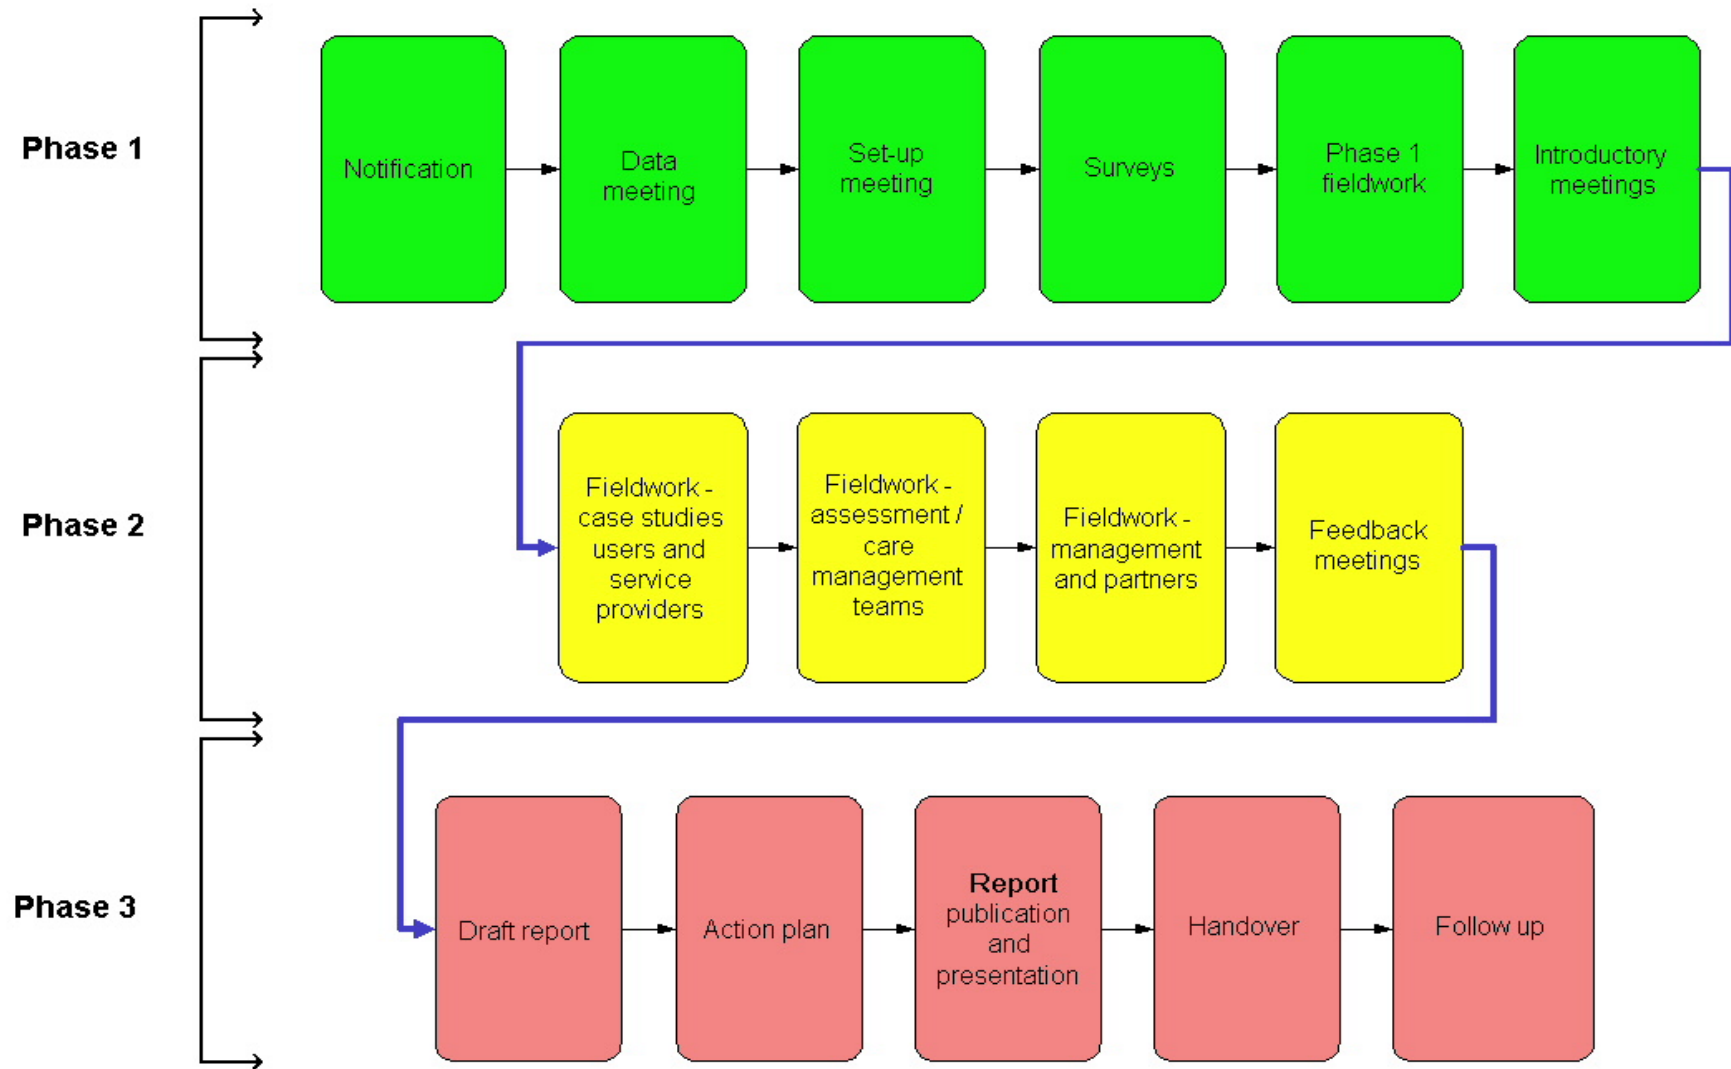 Phase 1
Notification
Data
meeting
Set-up
meeting
Surveys
Phase 1
fieldwork
Introductory
meetings
Phase 2
Fieldwork -
case studies
users and
service
providers
Fieldwork -
assessment /
care
management
teams
Fieldwork -
management
and partners
Feedback
meetings
Phase 3
Draft report
Action plan
Report
publication
and
presentation
Handover
Follow up